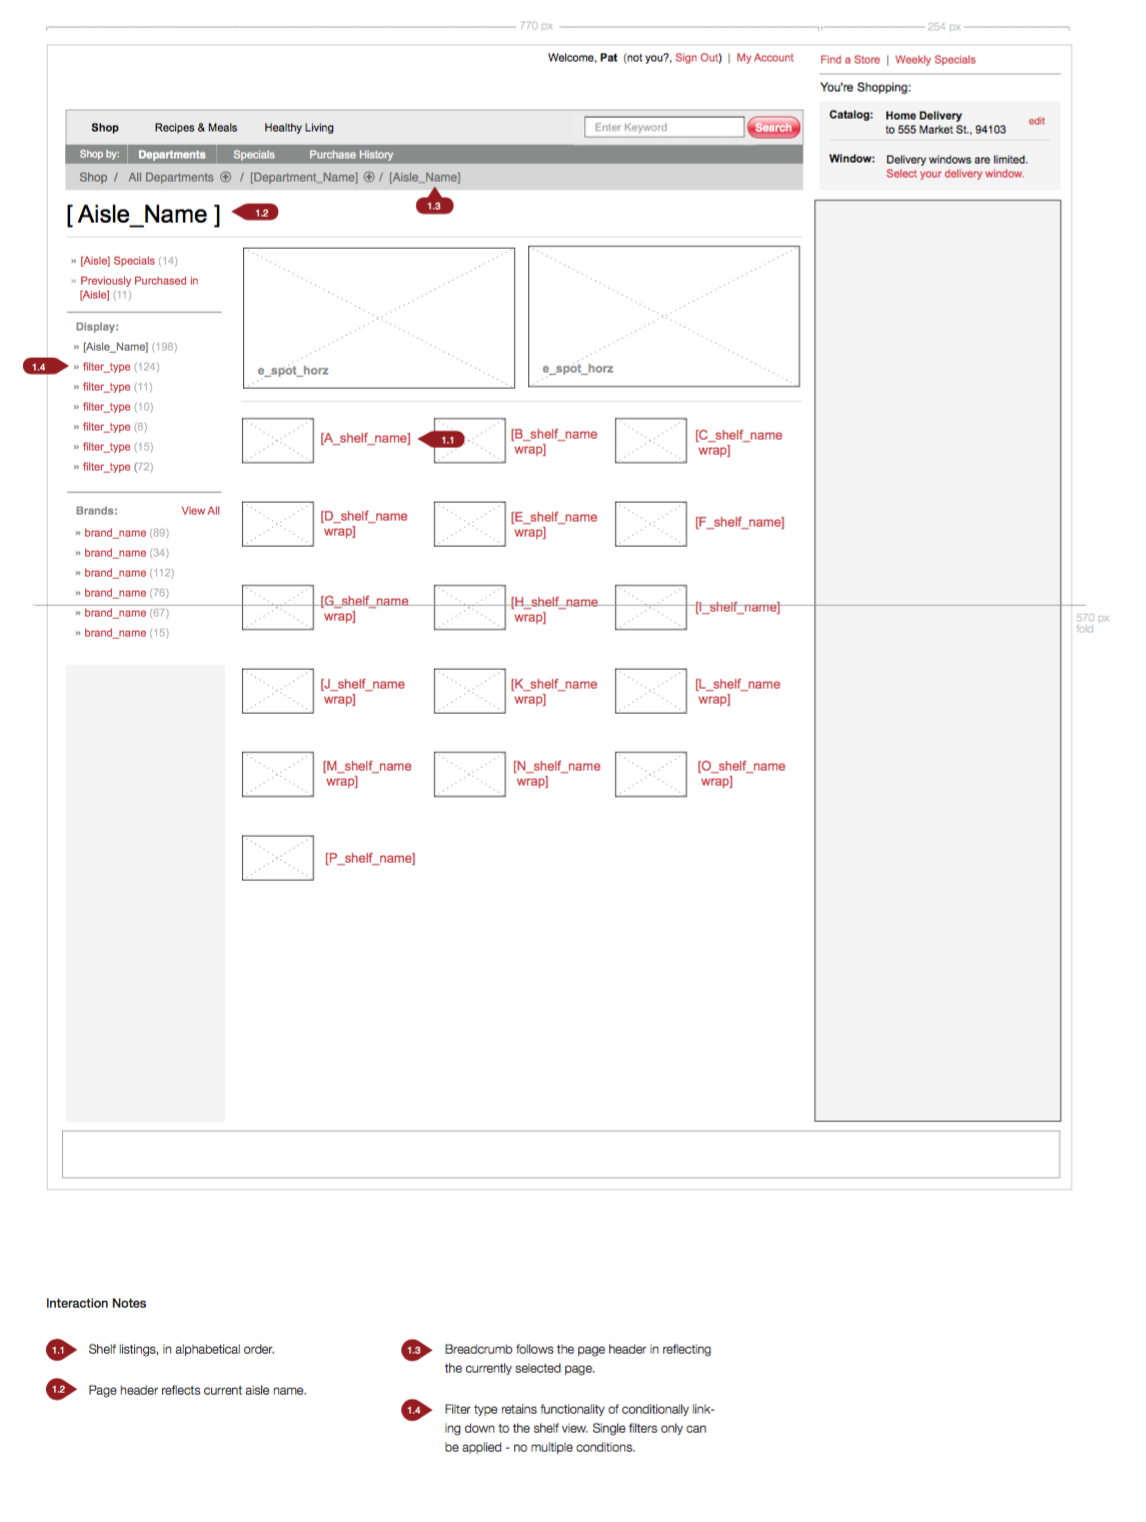 770 px
254 px
Welcome, Pat (not you?, Sign Out) | My Account
Find a Store | Weekly Specials
You're Shopping:
Catalog: Home Delivery
to 555 Market St., 94103
edit
Window: Delivery windows are limited.
Select your delivery window.
Shop Recipes & Meals Healthy Living
Enter Keyword
Search
Shop by: Departments Specials Purchase History
Shop / All Departments / [Department_Name] / [Aisle_Name]
1.3
[ Aisle_Name ]
1.2
» [Aisle] Specials (14)
» Previously Purchased in
[Aisle] (11)
Display:
» [Aisle_Name] (198)
1.4
» filter_type (124)
» filter_type (11)
» filter_type (10)
» filter_type (8)
» filter_type (15)
» filter_type (72)
Brands: View All
» brand_name (89)
» brand_name (34)
» brand_name (112)
» brand_name (76)
» brand_name (67)
» brand_name (15)
e_spot_horz
e_spot_horz
[A_shelf_name]
1.1
[B_shelf_name
wrap]
[C_shelf_name
wrap]
[D_shelf_name
wrap]
[E_shelf_name
wrap]
[F_shelf_name]
[G_shelf_name
wrap]
[H_shelf_name
wrap]
[I_shelf_name]
570 px
fold
[J_shelf_name
wrap]
[K_shelf_name
wrap]
[L_shelf_name
wrap]
[M_shelf_name
wrap]
[N_shelf_name
wrap]
[O_shelf_name
wrap]
[P_shelf_name]
Interaction Notes
1.1 Shelf listings, in alphabetical order.
1.2 Page header reflects current aisle name.
1.3 Breadcrumb follows the page header in reflecting
the currently selected page.
1.4 Filter type retains functionality of conditionally link-
ing down to the shelf view. Single filters only can
be applied - no multiple conditions.